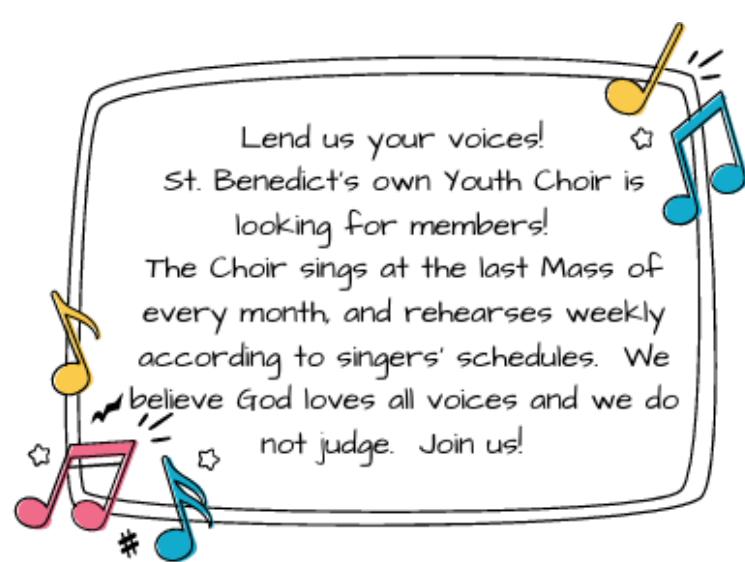 Lend us your voices!
St. Benedict's own Youth Choir is
looking for members!
The Choir sings at the last Mass of
every month, and rehearses weekly
according to singers' schedules. We
believe God loves all voices and we do
not judge. Join us!